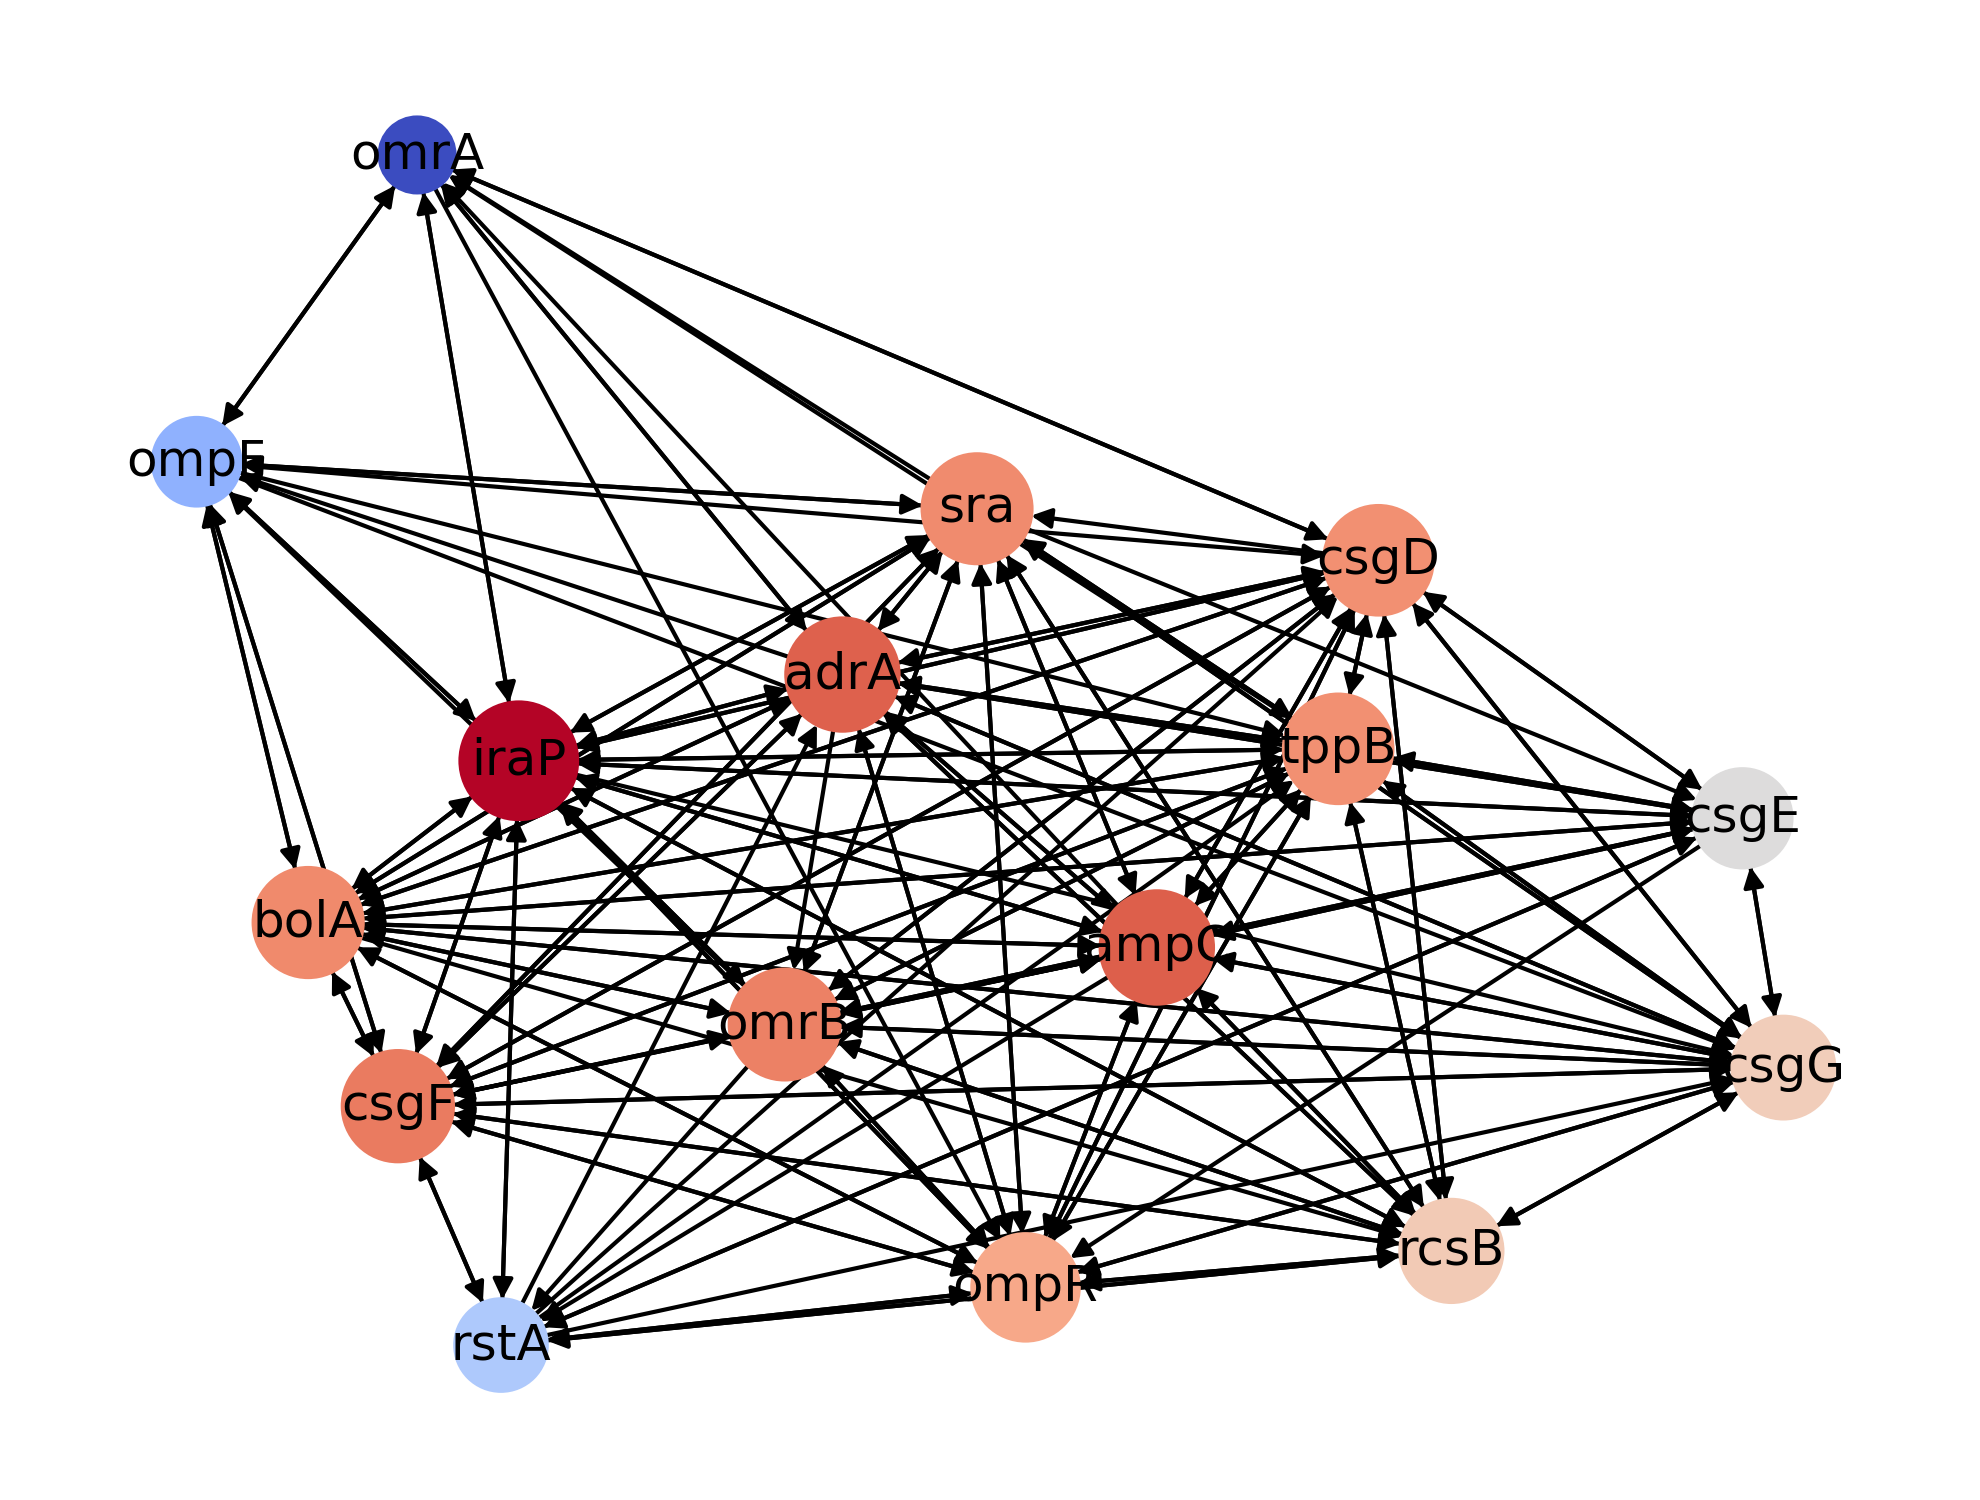 omrA
ompF
sra
csgD
adrA
iraP
tppB
csgE
bolA
ampC
omrB
csgG
csgF
rcsB
ompR
rstA